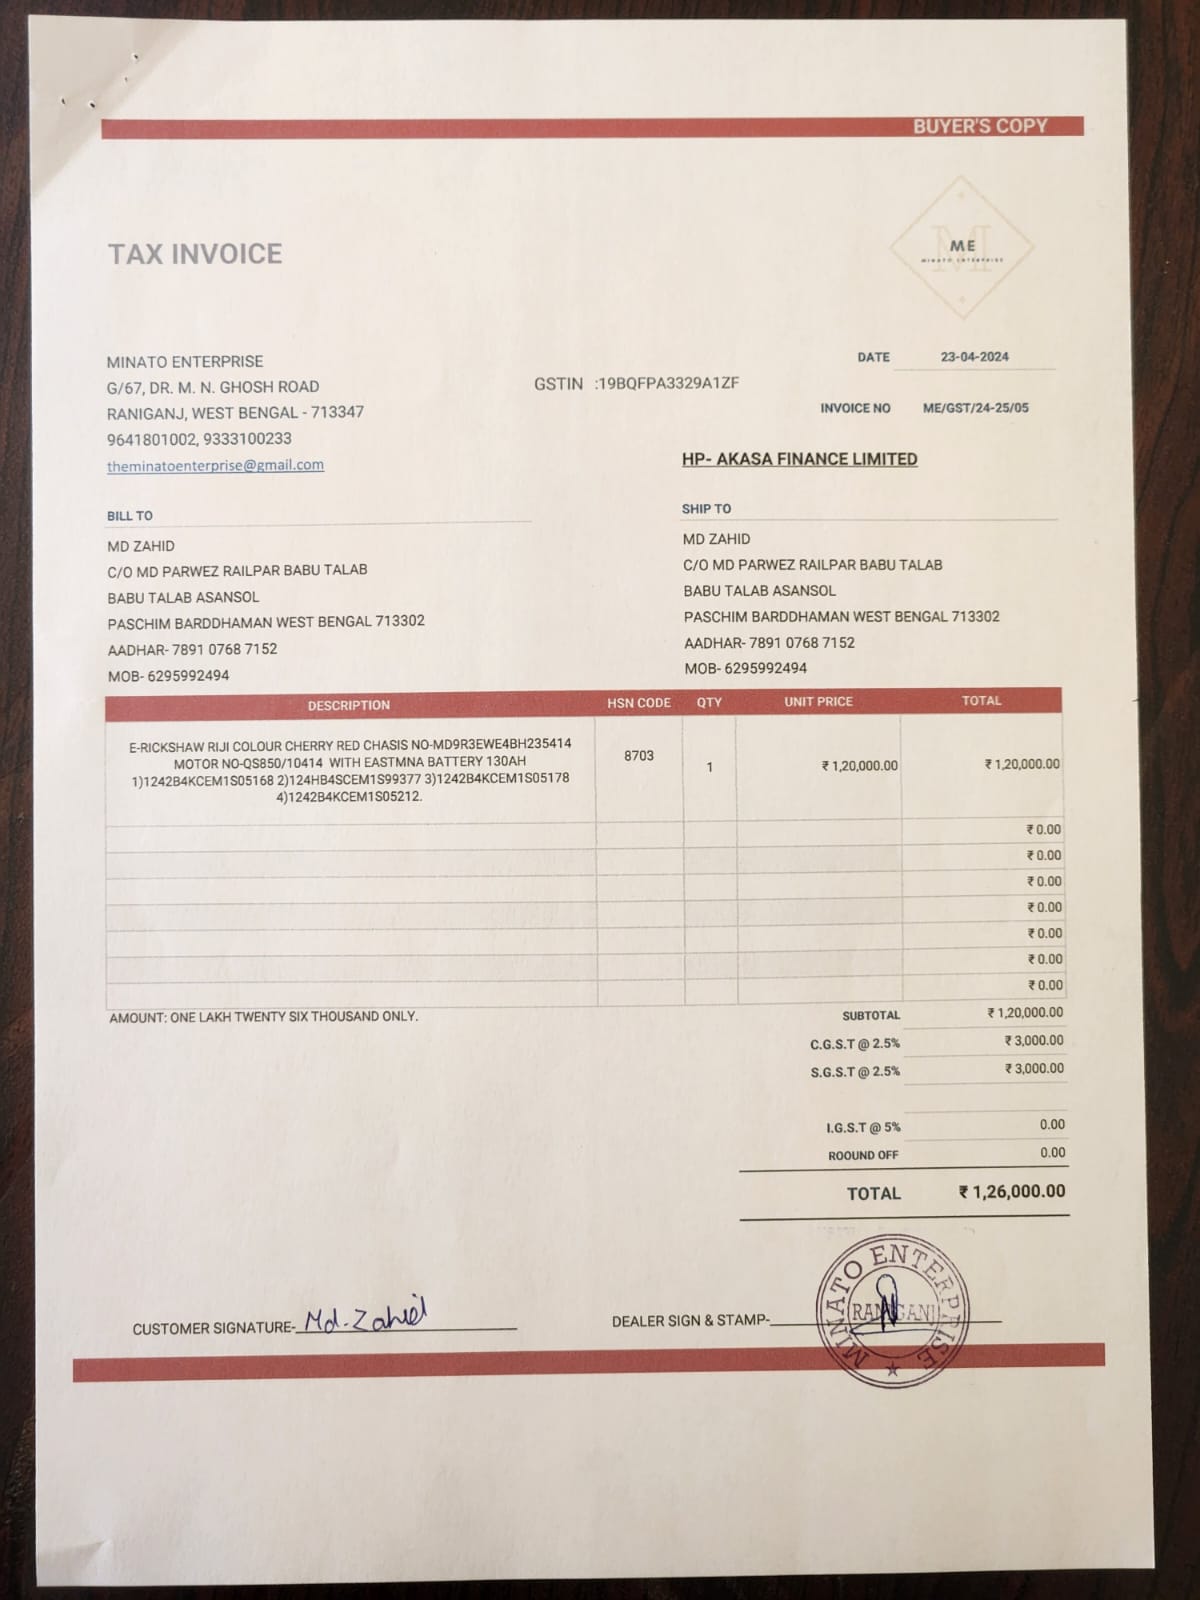 BUYER'S COPY
ME
MINATO ENTERPRISE
TAX INVOICE
MINATO ENTERPRISE
G/67, DR. M. N. GHOSH ROAD
RANIGANJ, WEST BENGAL - 713347
9641801002, 9333100233
theminatoenterprise@gmail.com
GSTIN :19BQFPA3329A1ZF
DATE 23-04-2024
INVOICE NO ME/GST/24-25/05
HP- AKASA FINANCE LIMITED
BILL TO
MD ZAHID
C/O MD PARWEZ RAILPAR BABU TALAB
BABU TALAB ASANSOL
PASCHIM BARDDHAMAN WEST BENGAL 713302
AADHAR- 7891 0768 7152
MOB- 6295992494
SHIP TO
MD ZAHID
C/O MD PARWEZ RAILPAR BABU TALAB
BABU TALAB ASANSOL
PASCHIM BARDDHAMAN WEST BENGAL 713302
AADHAR- 7891 0768 7152
MOB- 6295992494
DESCRIPTION HSN CODE QTY UNIT PRICE TOTAL
E-RICKSHAW RIJI COLOUR CHERRY RED CHASIS NO-MD9R3EWE4BH235414
MOTOR NO-QS850/10414 WITH EASTMNA BATTERY 130AH
1)1242B4KCEM1S05168 2)124HB4SCEM1S99377 3)1242B4KCEM1S05178
4)1242B4KCEM1S05212.
8703 1 ₹ 1,20,000.00 ₹ 1,20,000.00
₹ 0.00
₹ 0.00
₹ 0.00
₹ 0.00
₹ 0.00
₹ 0.00
₹ 0.00
AMOUNT: ONE LAKH TWENTY SIX THOUSAND ONLY.
SUBTOTAL ₹ 1,20,000.00
C.G.S.T @ 2.5% ₹ 3,000.00
S.G.S.T @ 2.5% ₹ 3,000.00
I.G.S.T @ 5% 0.00
ROOUND OFF 0.00
TOTAL ₹ 1,26,000.00
CUSTOMER SIGNATURE- Md. Zahid
DEALER SIGN & STAMP-
MINATO ENTERPRISE
RANIGANJ